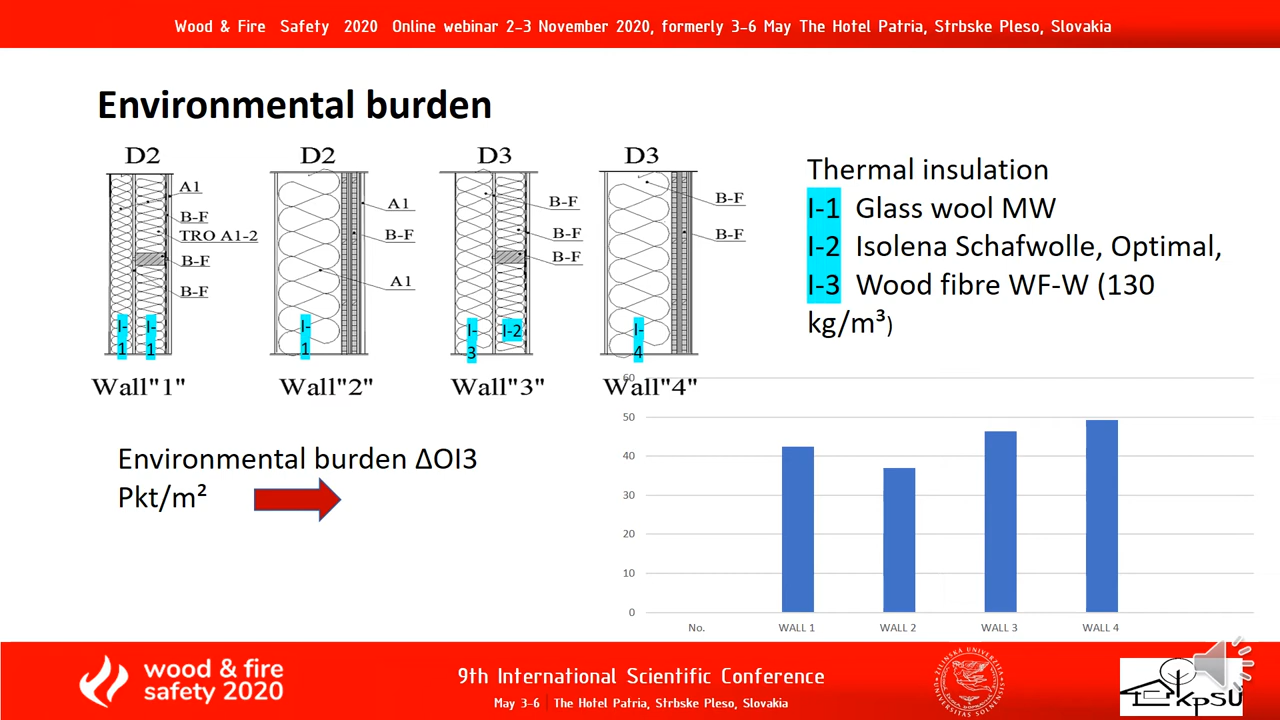 Wood & Fire Safety 2020 Online webinar 2–3 November 2020, formerly 3–6 May The Hotel Patria, Strbske Pleso, Slovakia
Environmental burden
D2
A1
B-F
TRO A1-2
B-F
B-F
I-1
I-1
Wall"1"
D2
A1
B-F
A1
I-1
Wall"2"
D3
B-F
B-F
B-F
I-3
I-2
Wall"3"
D3
B-F
B-F
I-4
Wall"4"
Thermal insulation
I-1 Glass wool MW
I-2 Isolena Schafwolle, Optimal,
I-3 Wood fibre WF-W (130
kg/m³)
Environmental burden ΔOI3
Pkt/m²
60
50
40
30
20
10
0
No. WALL 1 WALL 2 WALL 3 WALL 4
wood & fire
safety 2020
9th International Scientific Conference
May 3–6 The Hotel Patria, Strbske Pleso, Slovakia
kpSU